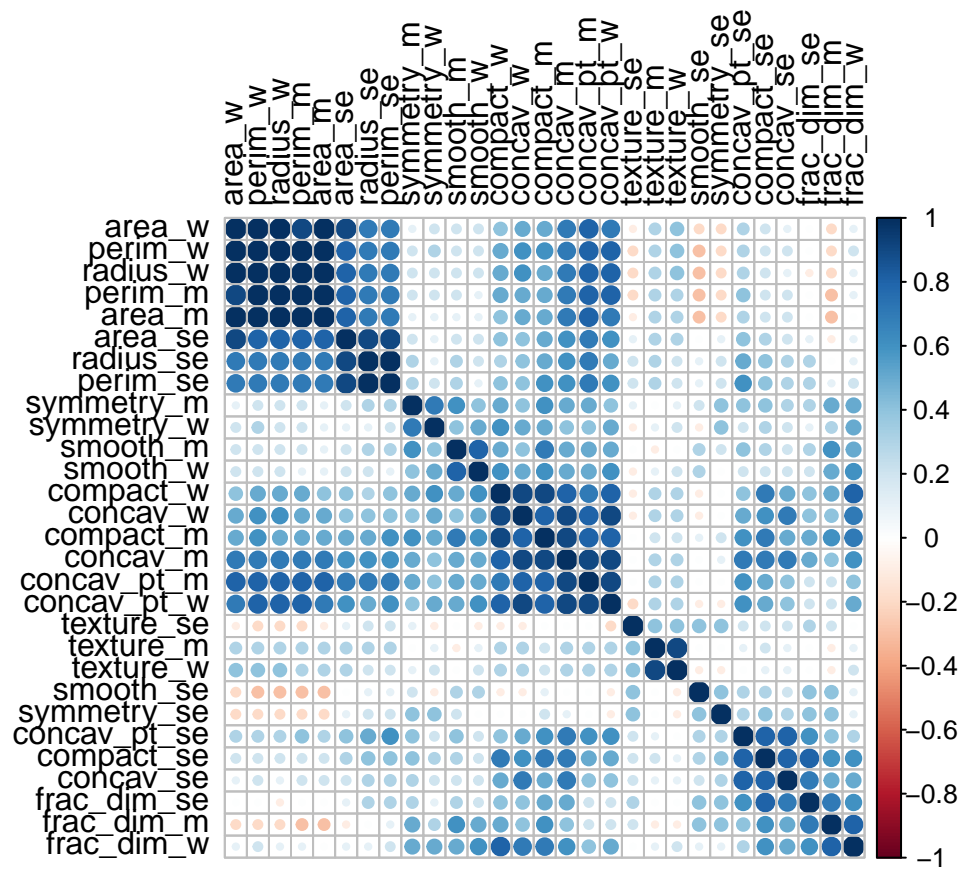 area_w
perim_w
radius_w
perim_m
area_m
area_se
radius_se
perim_se
symmetry_m
symmetry_w
smooth_m
smooth_w
compact_w
concav_w
compact_m
concav_m
concav_pt_m
concav_pt_w
texture_se
texture_m
texture_w
smooth_se
symmetry_se
concav_pt_se
compact_se
concav_se
frac_dim_se
frac_dim_m
frac_dim_w
area_w
perim_w
radius_w
perim_m
area_m
area_se
radius_se
perim_se
symmetry_m
symmetry_w
smooth_m
smooth_w
compact_w
concav_w
compact_m
concav_m
concav_pt_m
concav_pt_w
texture_se
texture_m
texture_w
smooth_se
symmetry_se
concav_pt_se
compact_se
concav_se
frac_dim_se
frac_dim_m
frac_dim_w
1
0.8
0.6
0.4
0.2
0
−0.2
−0.4
−0.6
−0.8
−1